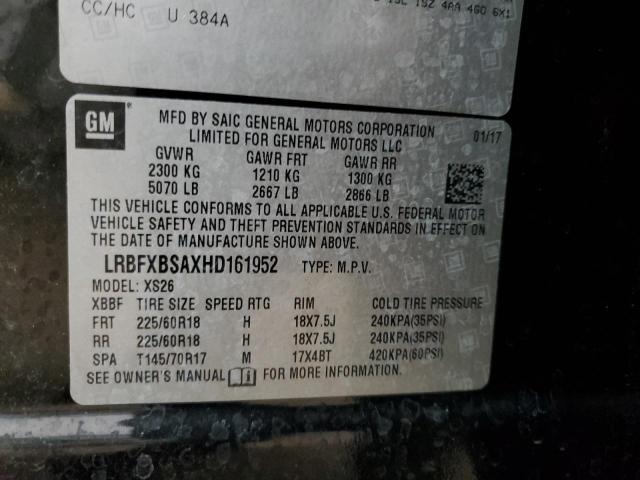 CC/HC U 384A
1SZ 4AA 4G0 6X1
GM
MFD BY SAIC GENERAL MOTORS CORPORATION
LIMITED FOR GENERAL MOTORS LLC
01/17
GVWR GAWR FRT GAWR RR
2300 KG 1210 KG 1300 KG
5070 LB 2667 LB 2866 LB
THIS VEHICLE CONFORMS TO ALL APPLICABLE U.S. FEDERAL MOTOR
VEHICLE SAFETY AND THEFT PREVENTION STANDARDS IN EFFECT ON
THE DATE OF MANUFACTURE SHOWN ABOVE.
LRBFXBSAXHD161952 TYPE: M.P.V.
MODEL: XS26
XBBF TIRE SIZE SPEED RTG RIM COLD TIRE PRESSURE
FRT 225/60R18 H 18X7.5J 240KPA(35PSI)
RR 225/60R18 H 18X7.5J 240KPA(35PSI)
SPA T145/70R17 M 17X4BT 420KPA(60PSI)
SEE OWNER'S MANUAL FOR MORE INFORMATION.